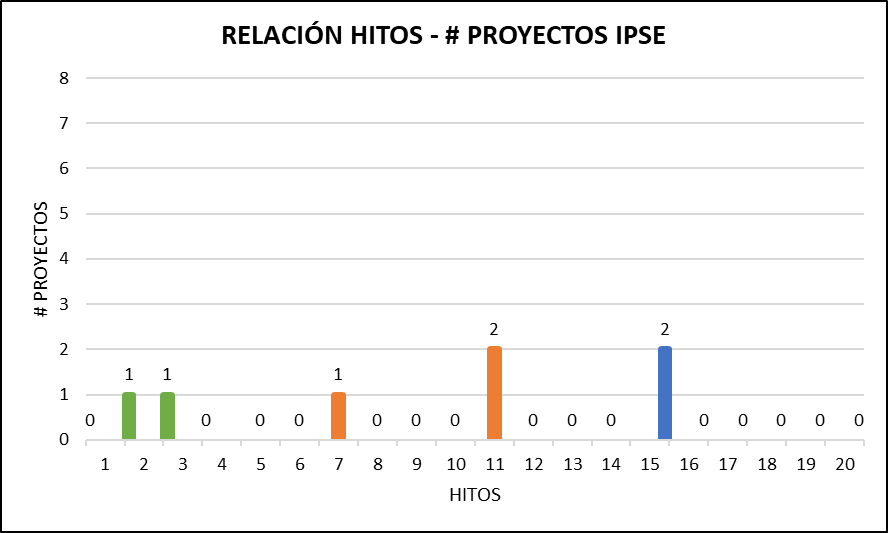 RELACIÓN HITOS - # PROYECTOS IPSE
# PROYECTOS
8
7
6
5
4
3
2
1
0
0 1 1 0 0 0 1 0 0 0 2 0 0 0 2 0 0 0 0 0
1 2 3 4 5 6 7 8 9 10 11 12 13 14 15 16 17 18 19 20
HITOS